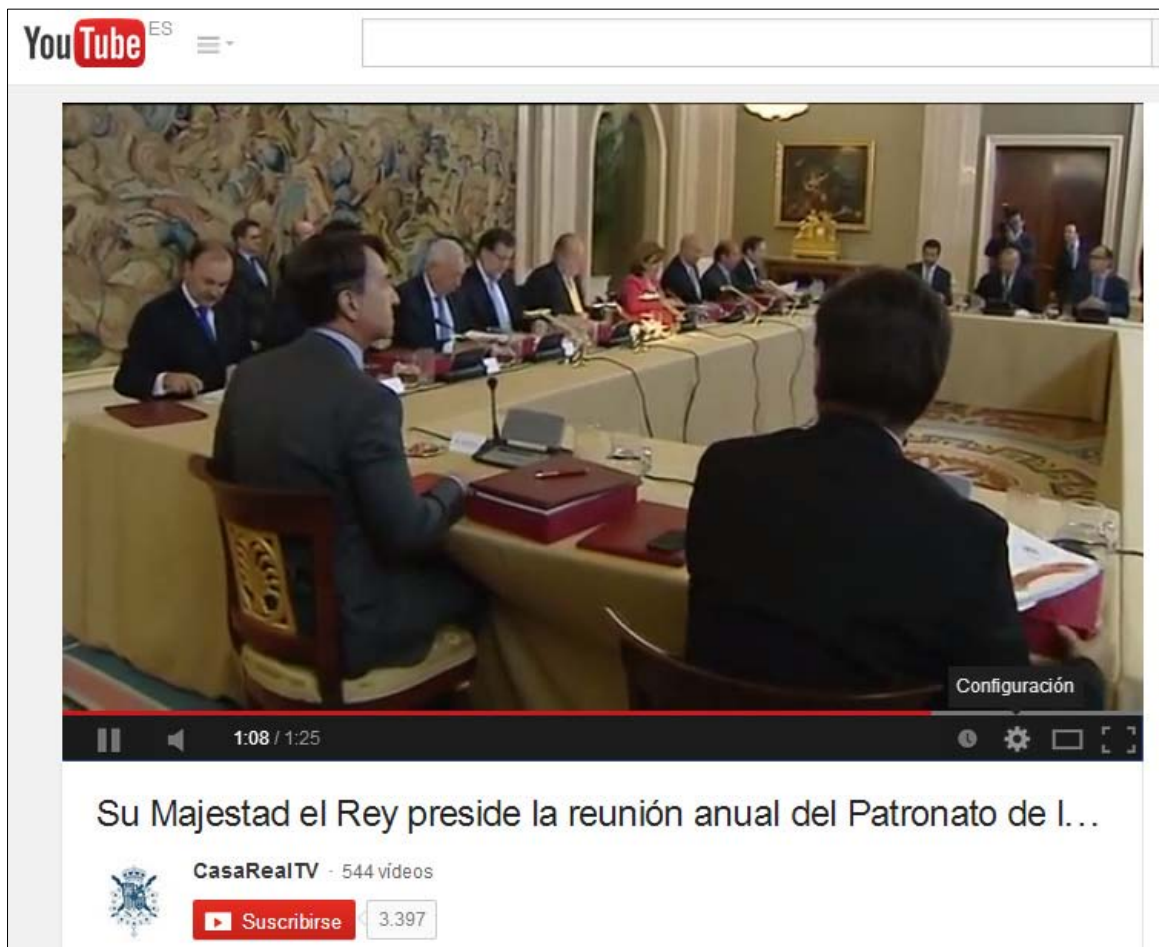 YouTube ES
Configuración
1:08 / 1:25
Su Majestad el Rey preside la reunión anual del Patronato de l...
CasaRealTV · 544 vídeos
Suscribirse 3.397